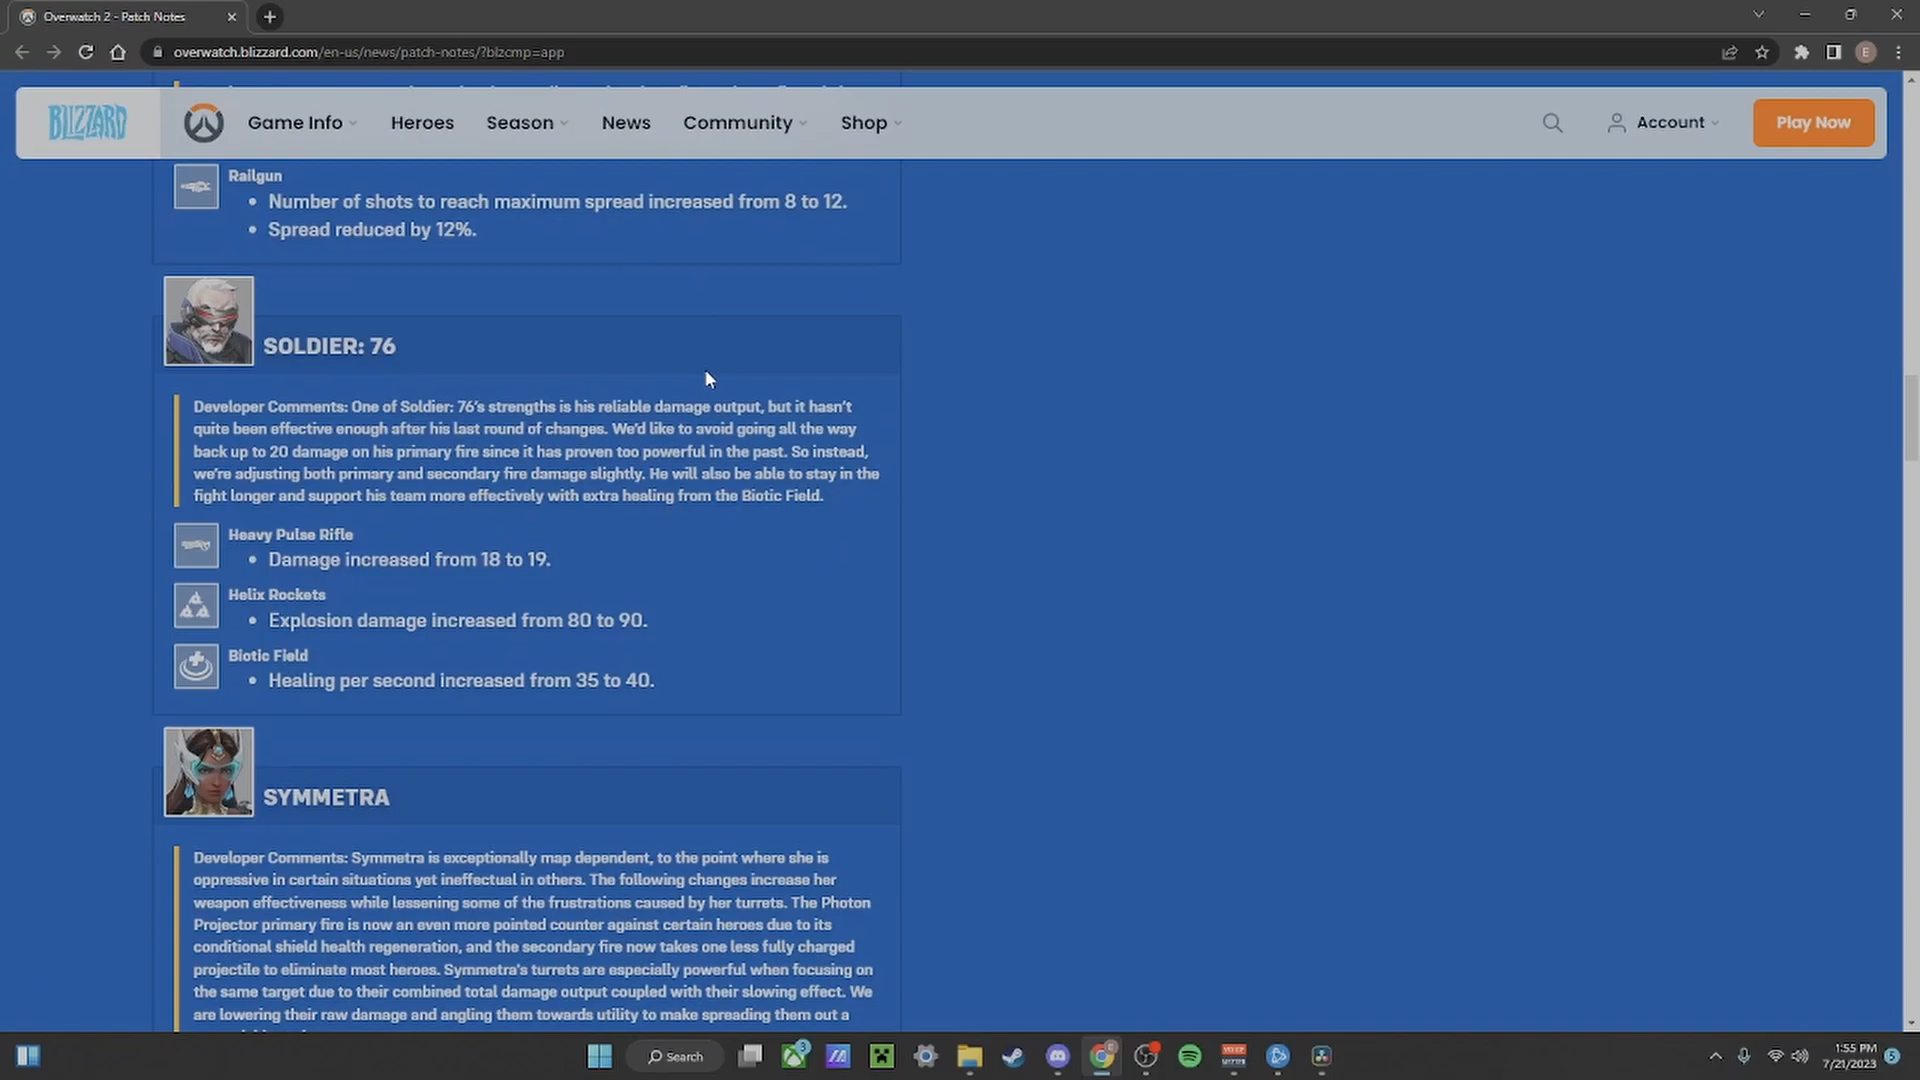 Overwatch 2 - Patch Notes
overwatch.blizzard.com/en-us/news/patch-notes/?blzcmp=app
E
BLIZZARD
Game Info
Heroes
Season
News
Community
Shop
Account
Play Now
Railgun
• Number of shots to reach maximum spread increased from 8 to 12.
• Spread reduced by 12%.
SOLDIER: 76
Developer Comments: One of Soldier: 76's strengths is his reliable damage output, but it hasn't
quite been effective enough after his last round of changes. We'd like to avoid going all the way
back up to 20 damage on his primary fire since it has proven too powerful in the past. So instead,
we're adjusting both primary and secondary fire damage slightly. He will also be able to stay in the
fight longer and support his team more effectively with extra healing from the Biotic Field.
Heavy Pulse Rifle
• Damage increased from 18 to 19.
Helix Rockets
• Explosion damage increased from 80 to 90.
Biotic Field
• Healing per second increased from 35 to 40.
SYMMETRA
Developer Comments: Symmetra is exceptionally map dependent, to the point where she is
oppressive in certain situations yet ineffectual in others. The following changes increase her
weapon effectiveness while lessening some of the frustrations caused by her turrets. The Photon
Projector primary fire is now an even more pointed counter against certain heroes due to its
conditional shield health regeneration, and the secondary fire now takes one less fully charged
projectile to eliminate most heroes. Symmetra's turrets are especially powerful when focusing on
the same target due to their combined total damage output coupled with their slowing effect. We
are lowering their raw damage and angling them towards utility to make spreading them out a
Search
3
1:55 PM
7/21/2023
5